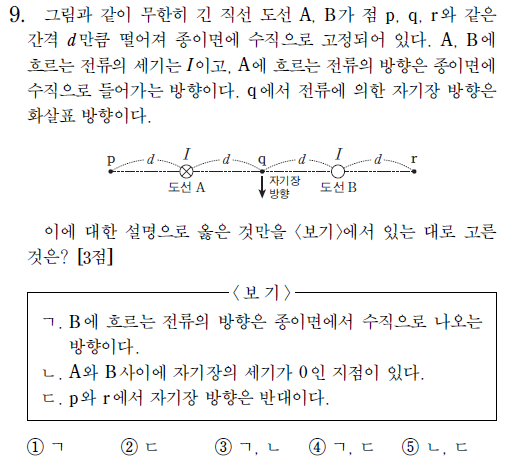 9. 그림과 같이 무한히 긴 직선 도선 A, B가 점 p, q, r와 같은
간격 d만큼 떨어져 종이면에 수직으로 고정되어 있다. A, B에
흐르는 전류의 세기는 I이고, A에 흐르는 전류의 방향은 종이면에
수직으로 들어가는 방향이다. q에서 전류에 의한 자기장 방향은
화살표 방향이다.
p d I d q d I d r
도선 A 자기장 도선 B
방향
이에 대한 설명으로 옳은 것만을 <보기>에서 있는 대로 고른
것은? [3점]
<보 기>
ㄱ. B에 흐르는 전류의 방향은 종이면에서 수직으로 나오는
방향이다.
ㄴ. A와 B 사이에 자기장의 세기가 0인 지점이 있다.
ㄷ. p와 r에서 자기장 방향은 반대이다.
① ㄱ ② ㄷ ③ ㄱ, ㄴ ④ ㄱ, ㄷ ⑤ ㄴ, ㄷ